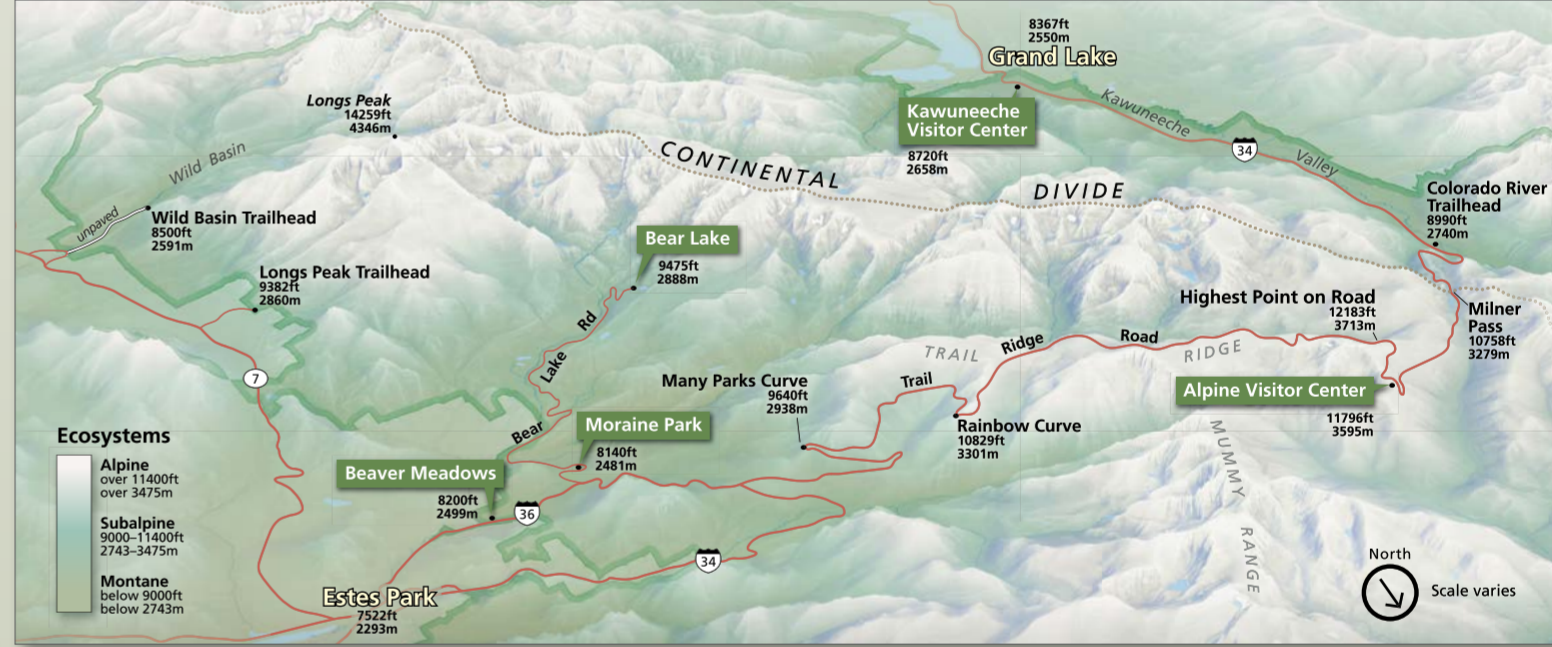 8367ft
2550m
Grand Lake
Longs Peak
14259ft
4346m
Kawuneeche
Visitor Center
8720ft
2658m
Kawuneeche
Valley
34
Wild Basin
CONTINENTAL
DIVIDE
Colorado River
Trailhead
8990ft
2740m
unpaved
Wild Basin Trailhead
8500ft
2591m
Bear Lake
9475ft
2888m
Longs Peak Trailhead
9382ft
2860m
Highest Point on Road
12183ft
3713m
Milner
Pass
10758ft
3279m
Bear
Lake
Rd
TRAIL
RIDGE
Trail
Ridge
Road
7
Many Parks Curve
9640ft
2938m
Alpine Visitor Center
11796ft
3595m
Rainbow Curve
10829ft
3301m
Moraine Park
8140ft
2481m
Beaver Meadows
8200ft
2499m
36
34
MUMMY
RANGE
Ecosystems
Alpine
over 11400ft
over 3475m
Subalpine
9000–11400ft
2743–3475m
Montane
below 9000ft
below 2743m
Estes Park
7522ft
2293m
North
Scale varies